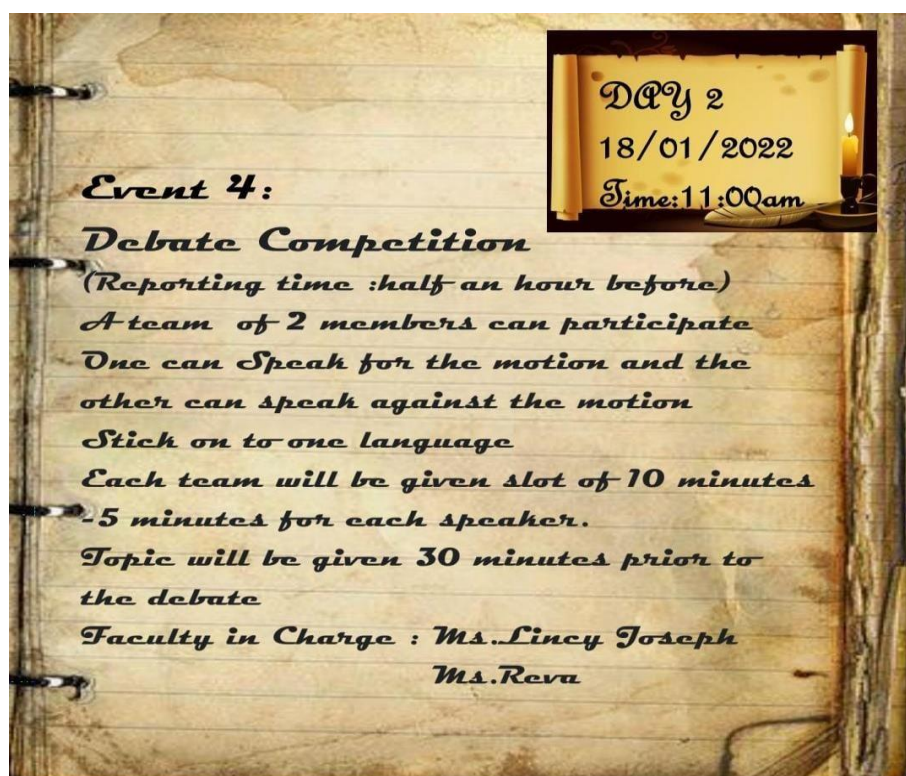 DAY 2
18/01/2022
Time:11:00am
Event 4:
Debate Competition
(Reporting time :half an hour before)
A team of 2 members can participate
One can Speak for the motion and the
other can speak against the motion
Stick on to one language
Each team will be given slot of 10 minutes
-5 minutes for each speaker.
Topic will be given 30 minutes prior to
the debate
Faculty in Charge : Ms.Lincy Joseph
Ms.Reva